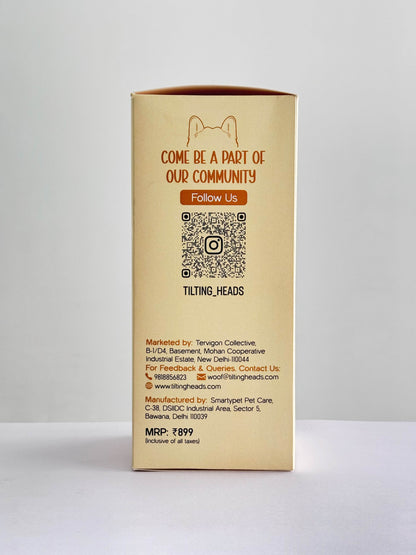 COME BE A PART OF
OUR COMMUNITY
Follow Us
TILTING_HEADS
Marketed by: Tervigon Collective,
B-1/D4, Basement, Mohan Cooperative
Industrial Estate, New Delhi-110044
For Feedback & Queries, Contact Us:
9818856823 woof@tiltingheads.com
www.tiltingheads.com
Manufactured by: Smartypet Pet Care,
C-38, DSIIDC Industrial Area, Sector 5,
Bawana, Delhi 110039
MRP: ₹899
(inclusive of all taxes)